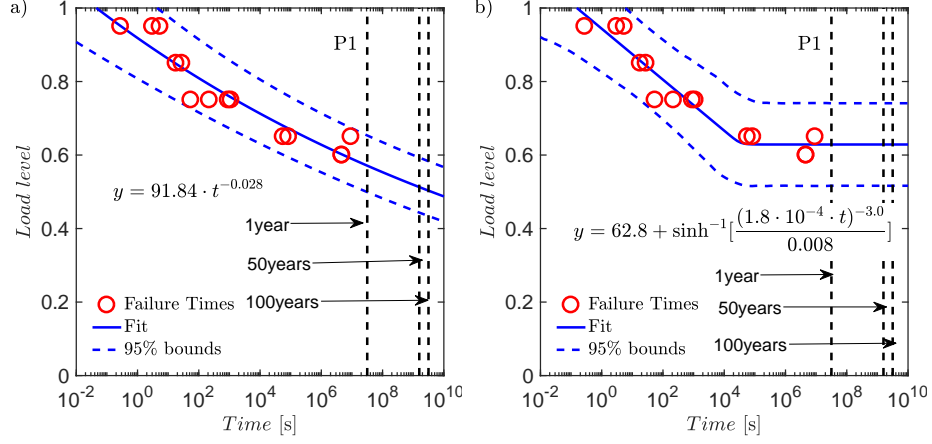 a)
P1
1
0.8
0.6
0.4
0.2
0
Load level
y = 91.84 · t^{-0.028}
1year
50years
100years
Failure Times
Fit
95% bounds
10^{-2} 10^{0} 10^{2} 10^{4} 10^{6} 10^{8} 10^{10}
Time [s]
b)
P1
1
0.8
0.6
0.4
0.2
0
Load level
y = 62.8 + sinh^{-1}[\frac{(1.8 · 10^{-4} · t)^{-3.0}}{0.008}]
1year
50years
100years
Failure Times
Fit
95% bounds
10^{-2} 10^{0} 10^{2} 10^{4} 10^{6} 10^{8} 10^{10}
Time [s]